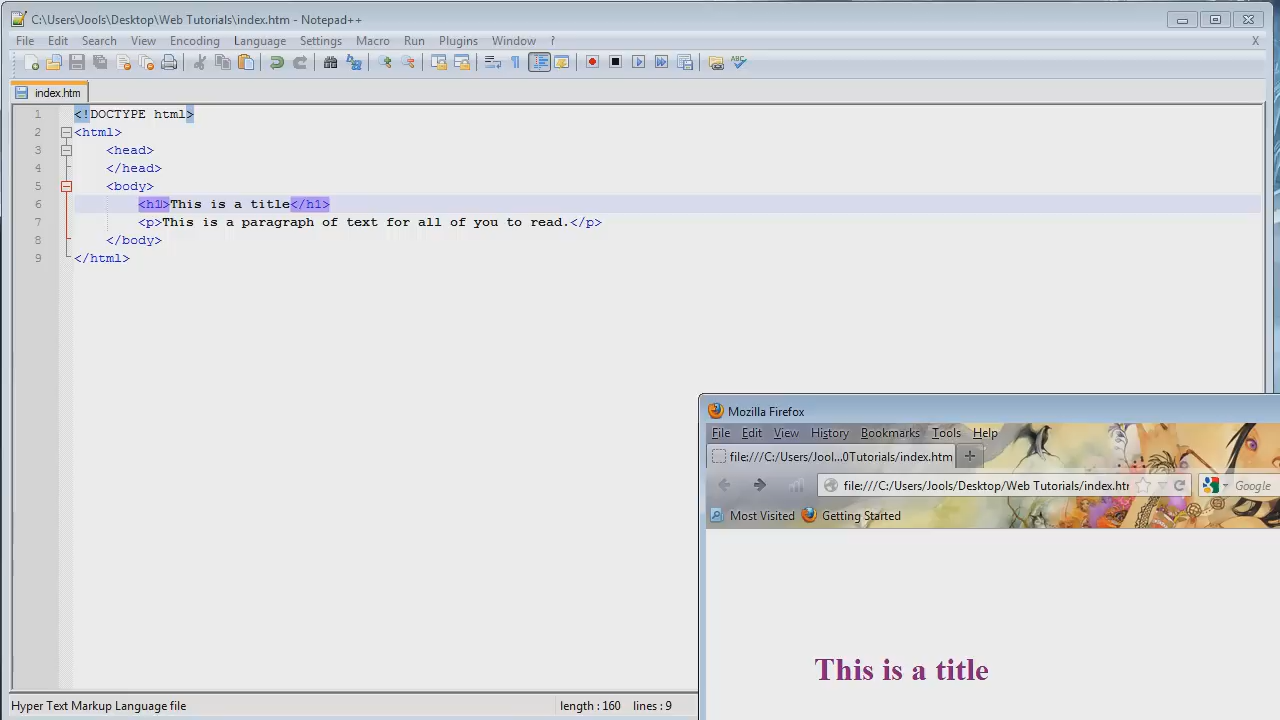 C:\Users\Jools\Desktop\Web Tutorials\index.htm - Notepad++
File Edit Search View Encoding Language Settings Macro Run Plugins Window ? X
index.htm
1 <!DOCTYPE html>
2 <html>
3 <head>
4 </head>
5 <body>
6 <h1>This is a title</h1>
7 <p>This is a paragraph of text for all of you to read.</p>
8 </body>
9 </html>
Mozilla Firefox
File Edit View History Bookmarks Tools Help
file:///C:/Users/Jool...0Tutorials/index.htm
file:///C:/Users/Jools/Desktop/Web Tutorials/index.htm Google
Most Visited Getting Started
This is a title
Hyper Text Markup Language file length : 160 lines : 9